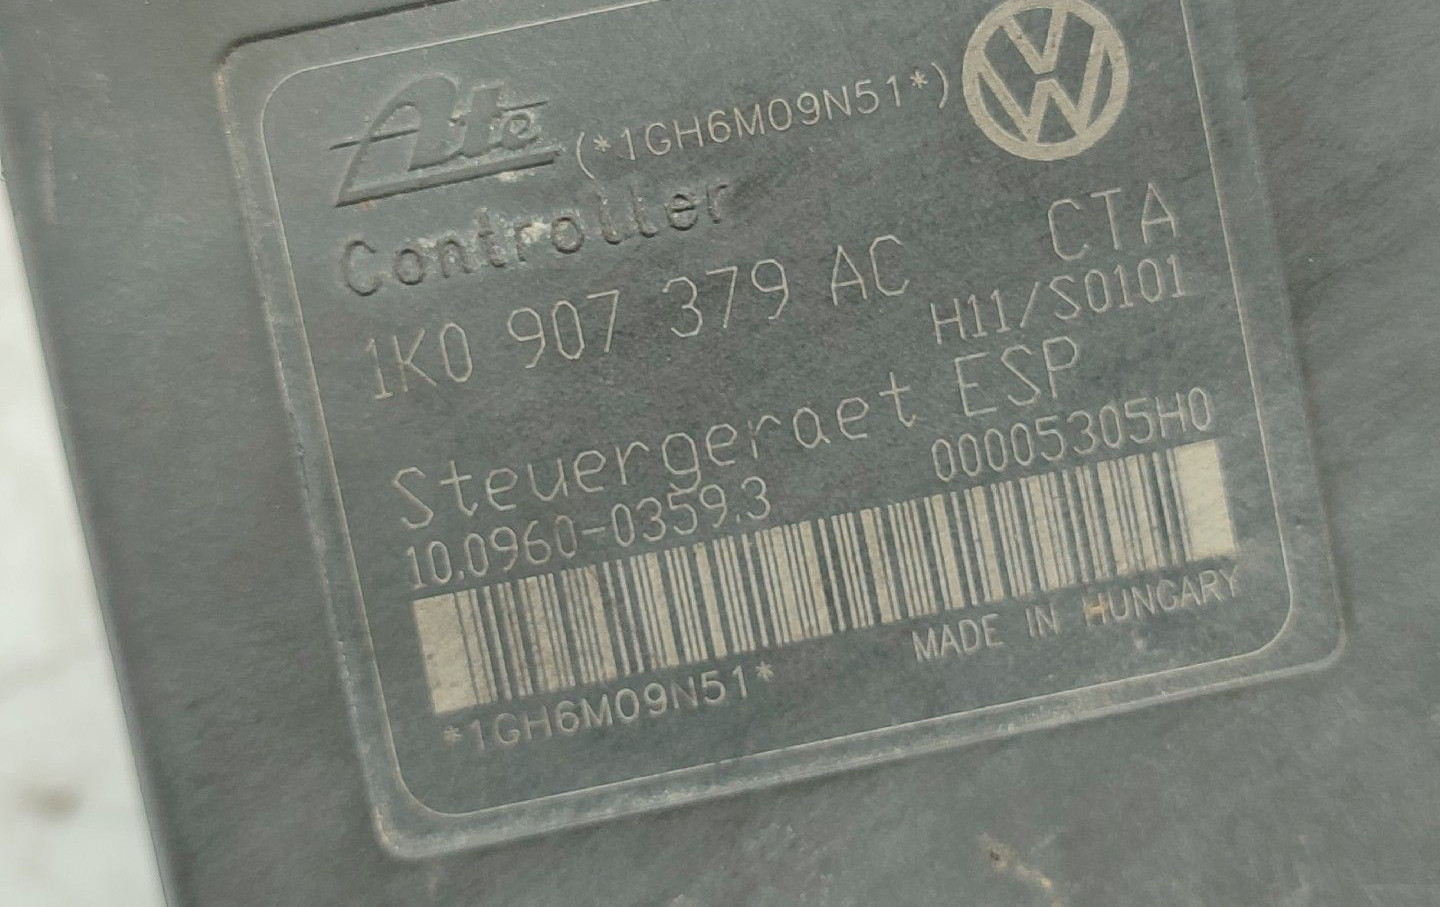 Ate (*1GH6M09N51*)
Controller CTA
1K0 907 379 AC H11/S0101
Steuergeraet ESP
10.0960-0359.3 00005305H0
MADE IN HUNGARY
*1GH6M09N51*